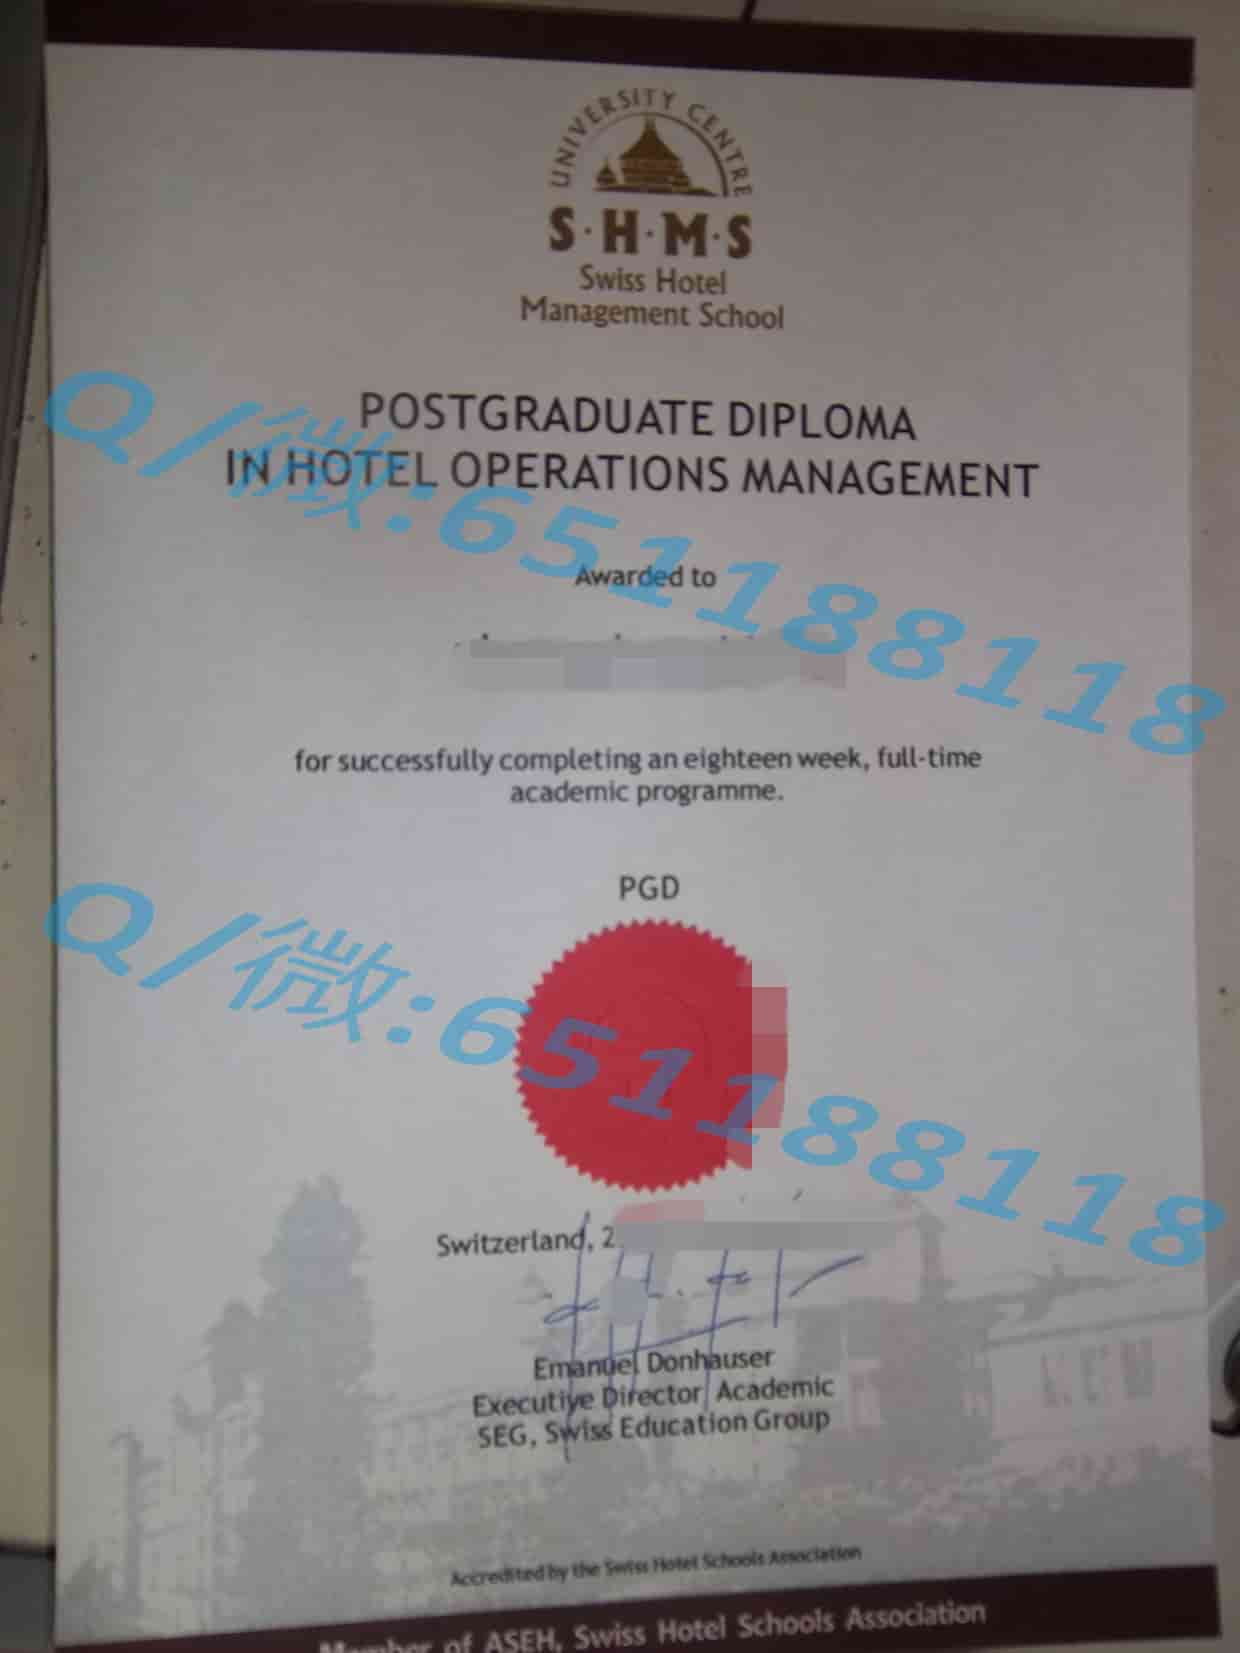 UNIVERSITY CENTRE
S·H·M·S
Swiss Hotel
Management School
POSTGRADUATE DIPLOMA
IN HOTEL OPERATIONS MANAGEMENT
Q/微:651188118
Awarded to
for successfully completing an eighteen week, full-time
academic programme.
PGD
Q/微:651188118
Switzerland, 2
Emanuel Donhauser
Executive Director, Academic
SEG, Swiss Education Group
Accredited by the Swiss Hotel Schools Association
Member of ASEH, Swiss Hotel Schools Association